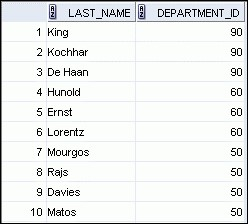 LAST_NAME DEPARTMENT_ID
1 King 90
2 Kochhar 90
3 De Haan 90
4 Hunold 60
5 Ernst 60
6 Lorentz 60
7 Mourgos 50
8 Rajs 50
9 Davies 50
10 Matos 50